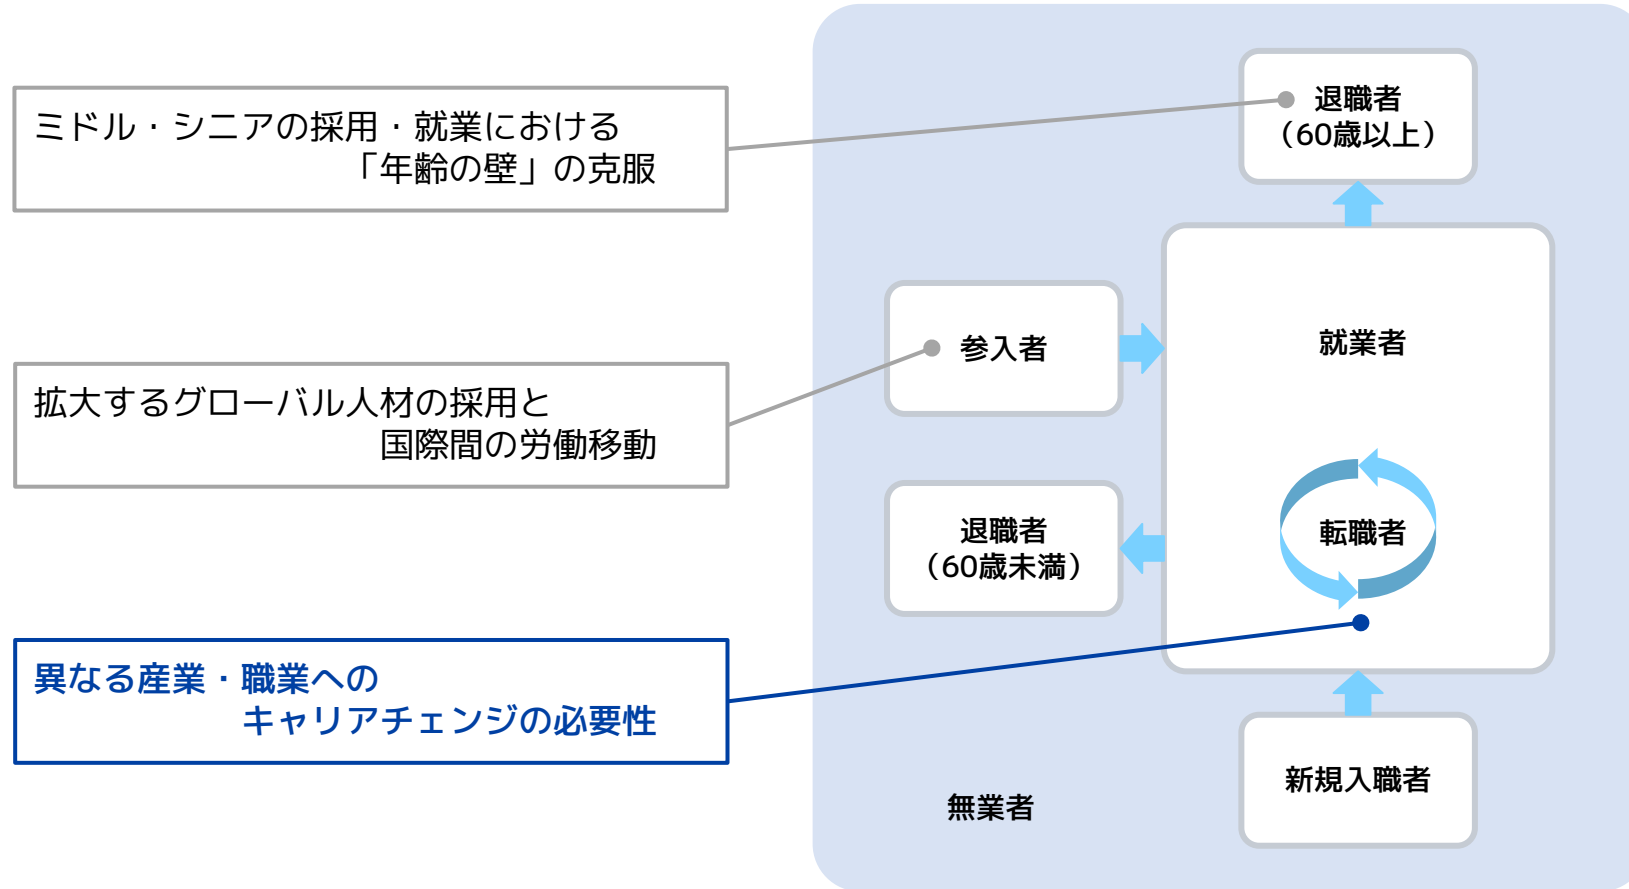 ミドル・シニアの採用・就業における
「年齢の壁」の克服
拡大するグローバル人材の採用と
国際間の労働移動
異なる産業・職業への
キャリアチェンジの必要性
退職者
（60歳以上）
参入者
就業者
退職者
（60歳未満）
転職者
新規入職者
無業者